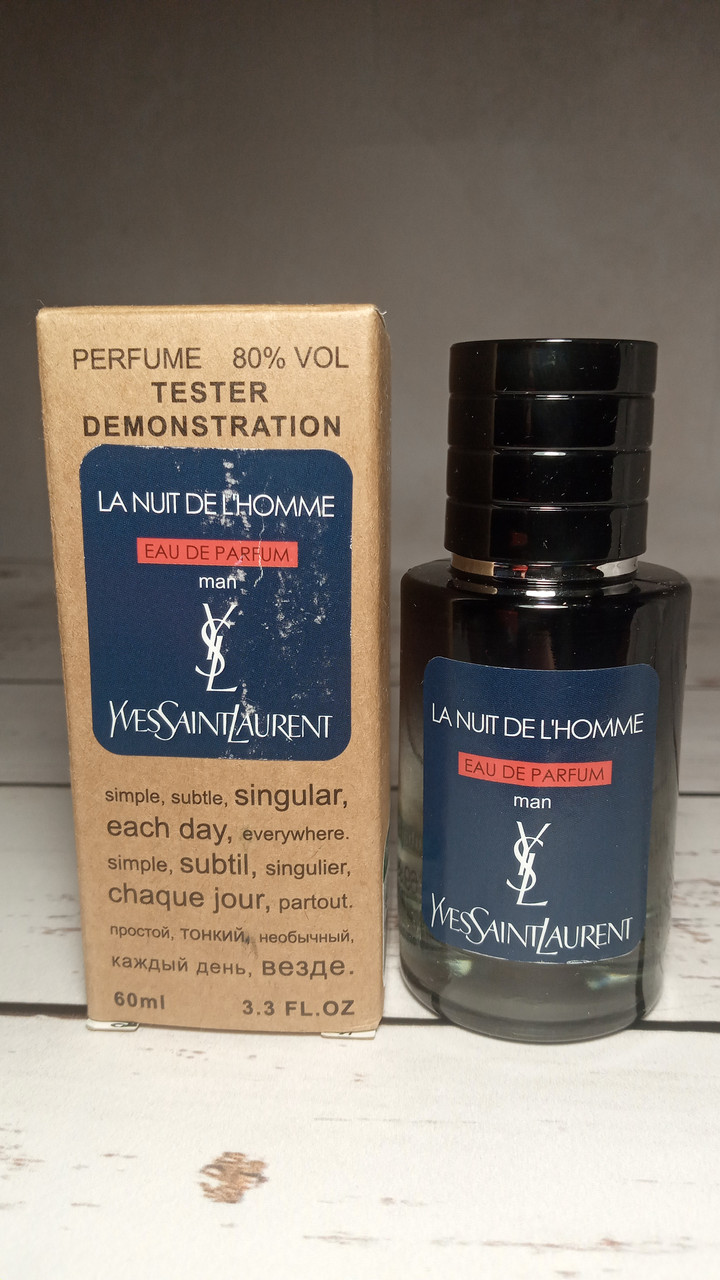 PERFUME 80% VOL
TESTER
DEMONSTRATION
LA NUIT DE L'HOMME
EAU DE PARFUM
man
YSL
YVESSAINTLAURENT
simple, subtle, singular,
each day, everywhere.
simple, subtil, singulier,
chaque jour, partout.
простой, тонкий, необычный,
каждый день, везде.
60ml 3.3 FL.OZ
LA NUIT DE L'HOMME
EAU DE PARFUM
man
YSL
YVESSAINTLAURENT